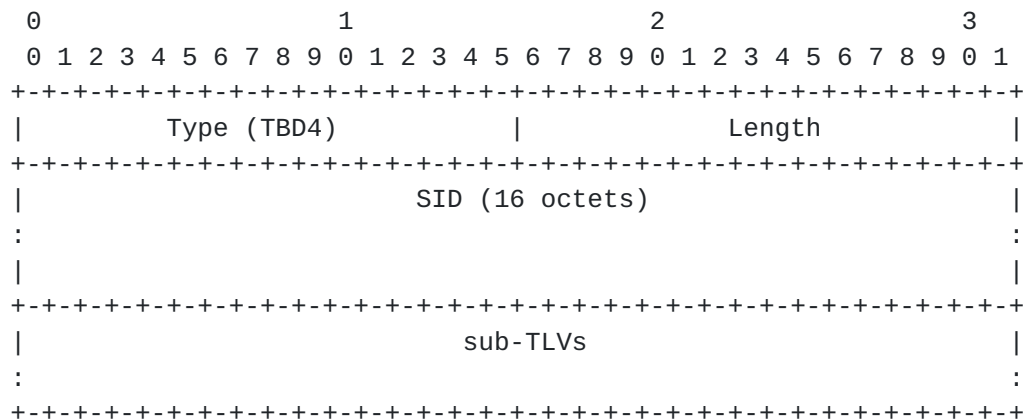 0                   1                   2                   3
 0 1 2 3 4 5 6 7 8 9 0 1 2 3 4 5 6 7 8 9 0 1 2 3 4 5 6 7 8 9 0 1
+-+-+-+-+-+-+-+-+-+-+-+-+-+-+-+-+-+-+-+-+-+-+-+-+-+-+-+-+-+-+-+-+
|         Type (TBD4)           |             Length            |
+-+-+-+-+-+-+-+-+-+-+-+-+-+-+-+-+-+-+-+-+-+-+-+-+-+-+-+-+-+-+-+-+
|                         SID (16 octets)                       |
:                                                               :
|                                                               |
+-+-+-+-+-+-+-+-+-+-+-+-+-+-+-+-+-+-+-+-+-+-+-+-+-+-+-+-+-+-+-+-+
|                            sub-TLVs                           |
:                                                               :
+-+-+-+-+-+-+-+-+-+-+-+-+-+-+-+-+-+-+-+-+-+-+-+-+-+-+-+-+-+-+-+-+